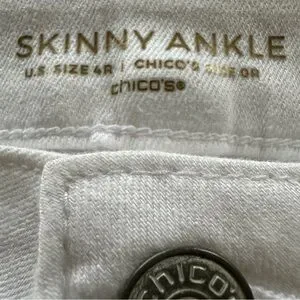 SKINNY ANKLE
U.S SIZE 4R | CHICO'S SIZE 0R
chico's®
chico's